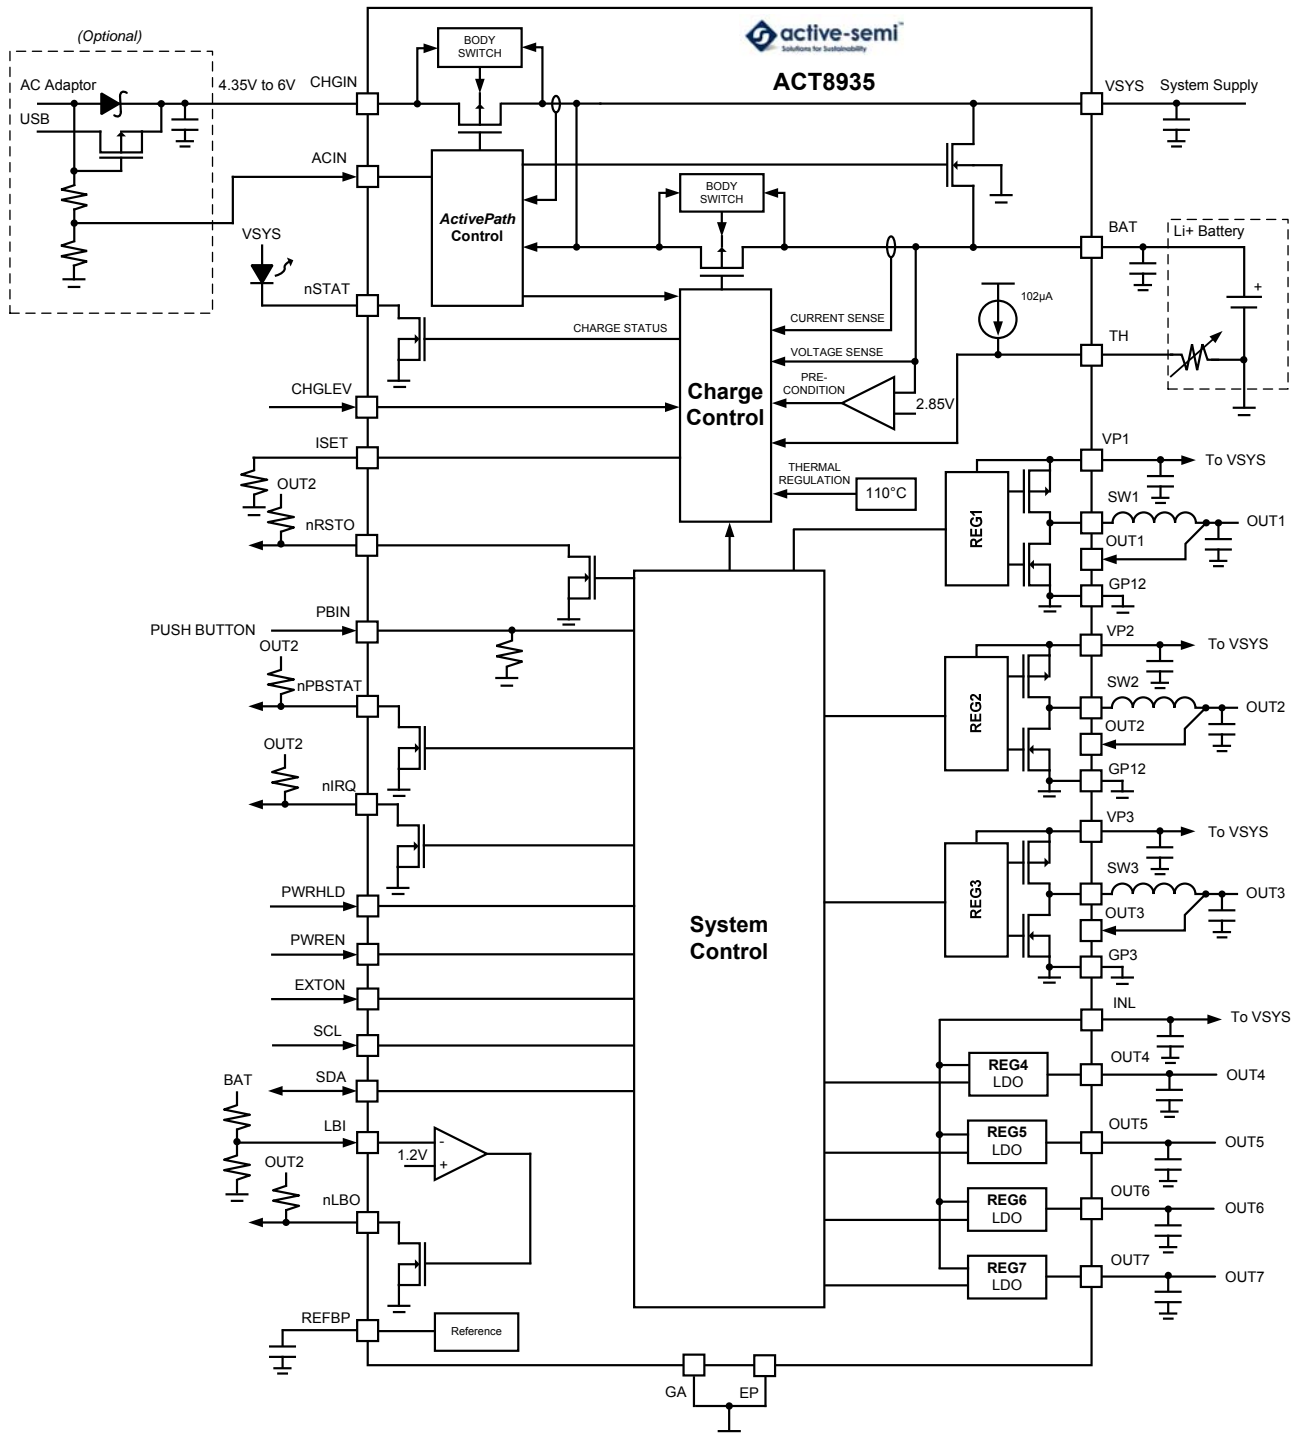 active-semi™
Solutions for Sustainability
ACT8935
(Optional)
AC Adaptor
USB
4.35V to 6V
CHGIN
BODY
SWITCH
VSYS
System Supply
ACIN
ActivePath
Control
BODY
SWITCH
BAT
Li+ Battery
+
VSYS
nSTAT
CHARGE STATUS
CURRENT SENSE
102µA
TH
VOLTAGE SENSE
PRE-
CONDITION
2.85V
Charge
Control
CHGLEV
ISET
THERMAL
REGULATION
110°C
OUT2
nRSTO
VP1
To VSYS
REG1
SW1
OUT1
OUT1
GP12
PBIN
PUSH BUTTON
OUT2
nPBSTAT
VP2
To VSYS
REG2
SW2
OUT2
OUT2
GP12
OUT2
nIRQ
VP3
To VSYS
REG3
SW3
OUT3
OUT3
GP3
System
Control
PWRHLD
PWREN
EXTON
SCL
SDA
INL
To VSYS
REG4
LDO
OUT4
OUT4
REG5
LDO
OUT5
OUT5
REG6
LDO
OUT6
OUT6
REG7
LDO
OUT7
OUT7
BAT
LBI
1.2V
-
+
OUT2
nLBO
REFBP
Reference
GA
EP